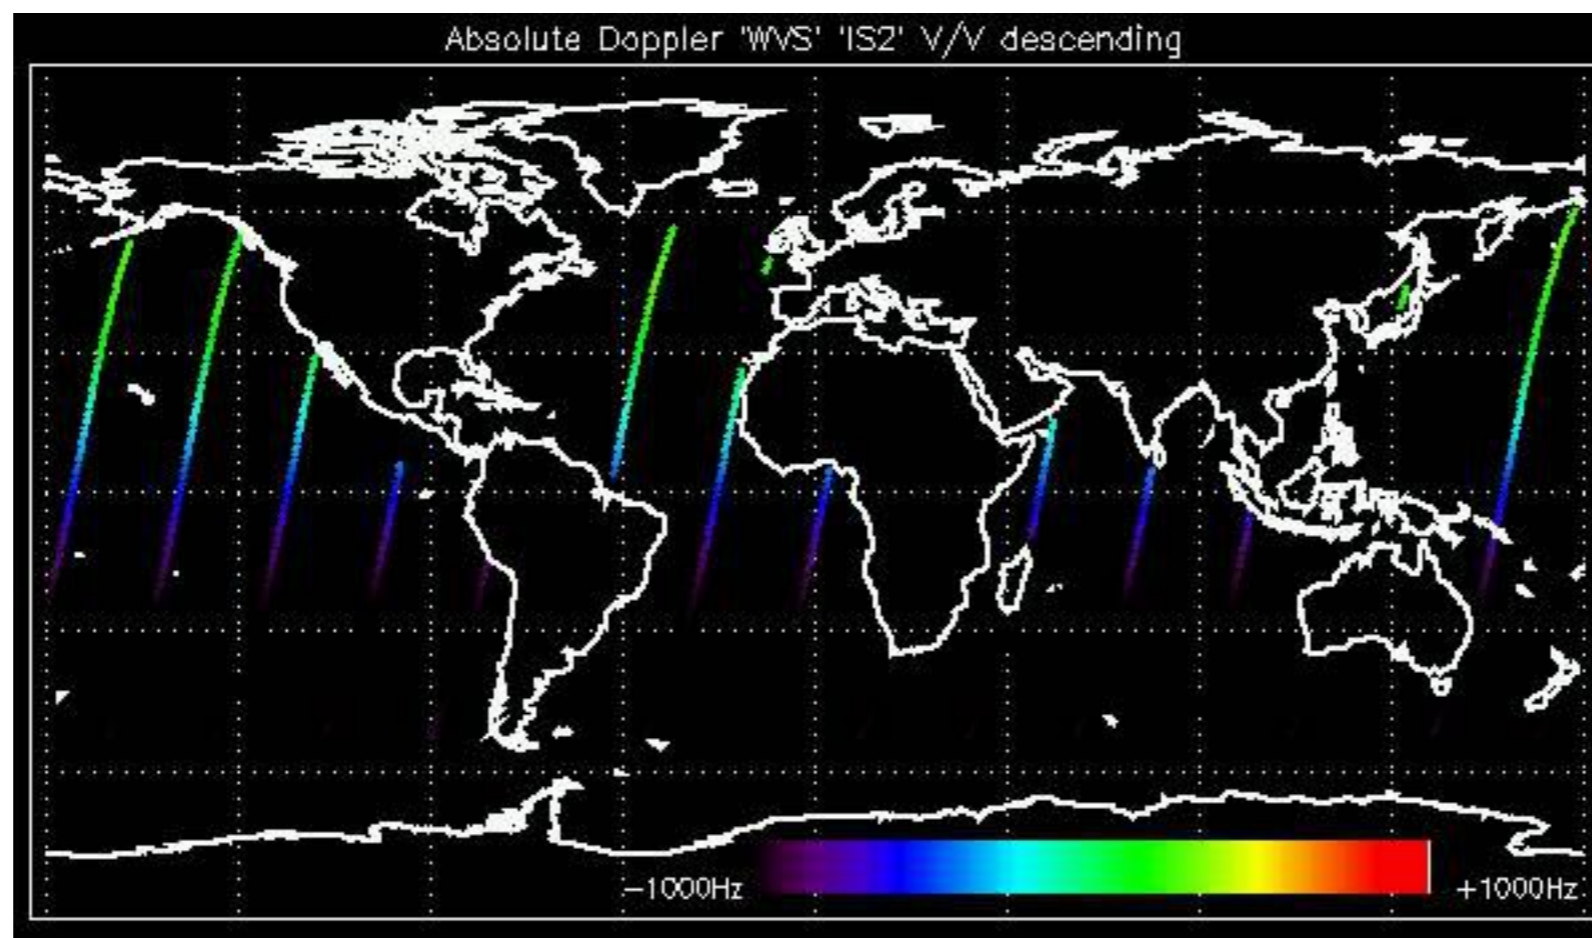 Absolute Doppler 'WVS' 'IS2' V/V descending
−1000Hz
+1000Hz